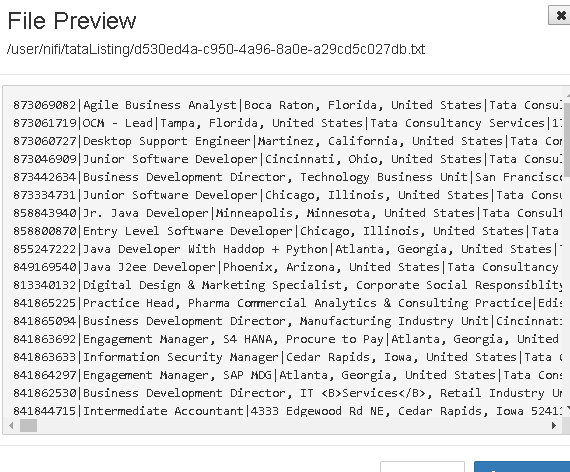 File Preview
/user/nifi/tataListing/d530ed4a-c950-4a96-8a0e-a29cd5c027db.txt
873069082|Agile Business Analyst|Boca Raton, Florida, United States|Tata Consu
873061719|OCM - Lead|Tampa, Florida, United States|Tata Consultancy Services|1
873060727|Desktop Support Engineer|Martinez, California, United States|Tata Con
873046909|Junior Software Developer|Cincinnati, Ohio, United States|Tata Consu
873442634|Business Development Director, Technology Business Unit|San Francisco
873334731|Junior Software Developer|Chicago, Illinois, United States|Tata Cons
858843940|Jr. Java Developer|Minneapolis, Minnesota, United States|Tata Consult
858800870|Entry Level Software Developer|Chicago, Illinois, United States|Tata
855247222|Java Developer With Haddop + Python|Atlanta, Georgia, United States|T
849169540|Java J2ee Developer|Phoenix, Arizona, United States|Tata Consultancy
813340132|Digital Design & Marketing Specialist, Corporate Social Responsiblity
841865225|Practice Head, Pharma Commercial Analytics & Consulting Practice|Edis
841865094|Business Development Director, Manufacturing Industry Unit|Cincinnat
841863692|Engagement Manager, S4 HANA, Procure to Pay|Atlanta, Georgia, United
841863633|Information Security Manager|Cedar Rapids, Iowa, United States|Tata C
841864297|Engagement Manager, SAP MDG|Atlanta, Georgia, United States|Tata Cons
841862530|Business Development Director, IT <B>Services</B>, Retail Industry Un
841844715|Intermediate Accountant|4333 Edgewood Rd NE, Cedar Rapids, Iowa 5241